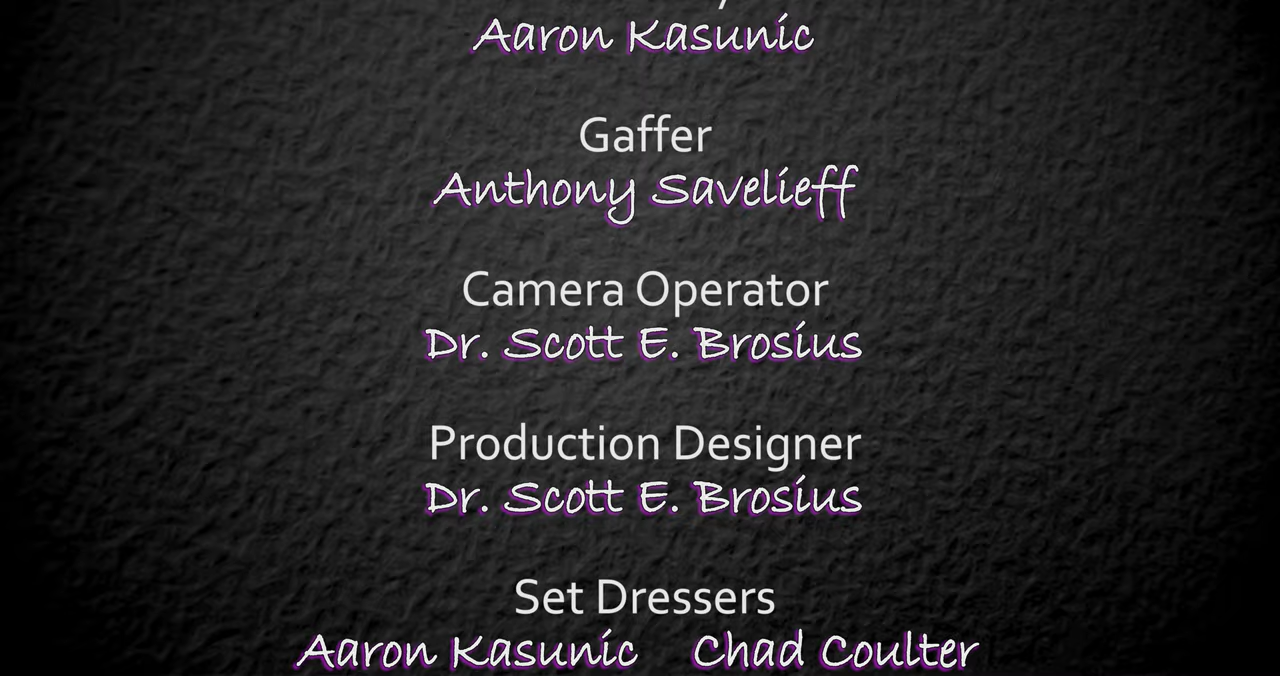 Aaron Kasunic
Gaffer
Anthony Savelieff
Camera Operator
Dr. Scott E. Brosius
Production Designer
Dr. Scott E. Brosius
Set Dressers
Aaron Kasunic Chad Coulter